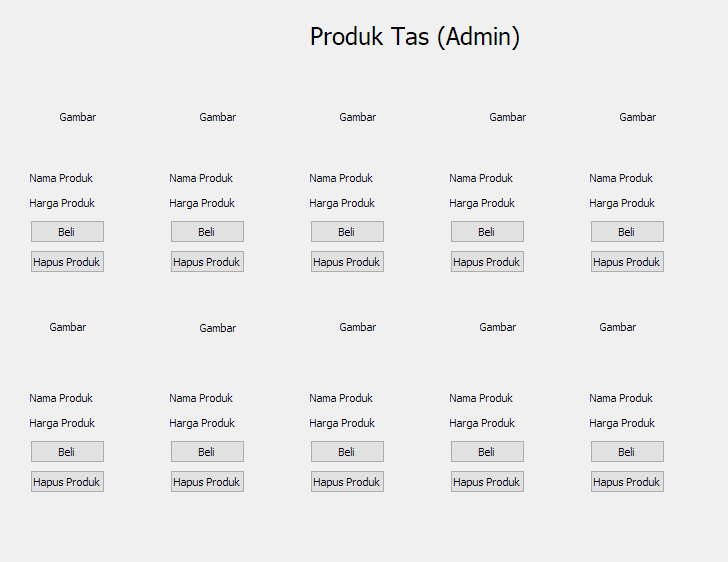 Produk Tas (Admin)
Gambar Gambar Gambar Gambar Gambar
Nama Produk Nama Produk Nama Produk Nama Produk Nama Produk
Harga Produk Harga Produk Harga Produk Harga Produk Harga Produk
Beli Beli Beli Beli Beli
Hapus Produk Hapus Produk Hapus Produk Hapus Produk Hapus Produk
Gambar Gambar Gambar Gambar Gambar
Nama Produk Nama Produk Nama Produk Nama Produk Nama Produk
Harga Produk Harga Produk Harga Produk Harga Produk Harga Produk
Beli Beli Beli Beli Beli
Hapus Produk Hapus Produk Hapus Produk Hapus Produk Hapus Produk